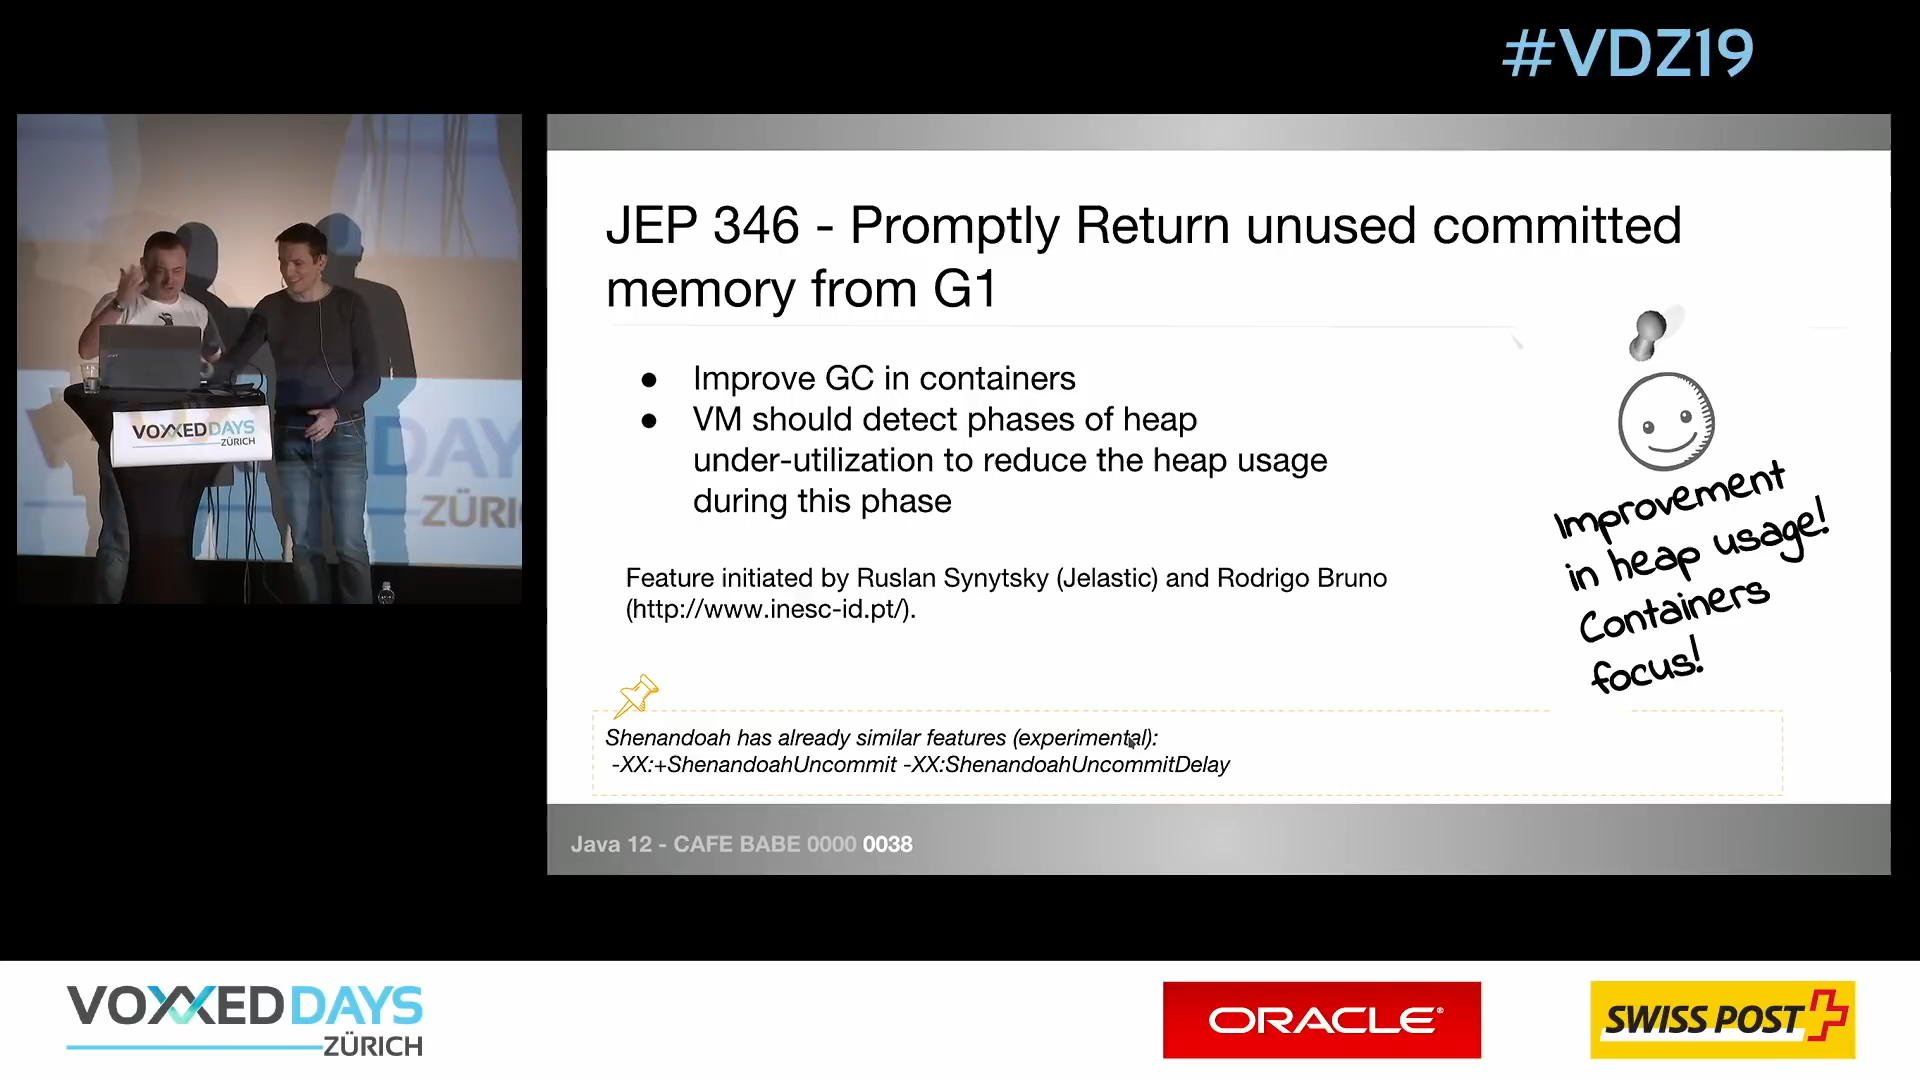 #VDZ19
JEP 346 - Promptly Return unused committed
memory from G1
● Improve GC in containers
● VM should detect phases of heap
under-utilization to reduce the heap usage
during this phase
Feature initiated by Ruslan Synytsky (Jelastic) and Rodrigo Bruno
(http://www.inesc-id.pt/).
Improvement
in heap usage!
Containers
focus!
Shenandoah has already similar features (experimental):
-XX:+ShenandoahUncommit -XX:ShenandoahUncommitDelay
Java 12 - CAFE BABE 0000 0038
VOXXEDDAYS
ZÜRICH
DAY
ZÜRI
VOXXEDDAYS
ZÜRICH
ORACLE®
SWISS POST